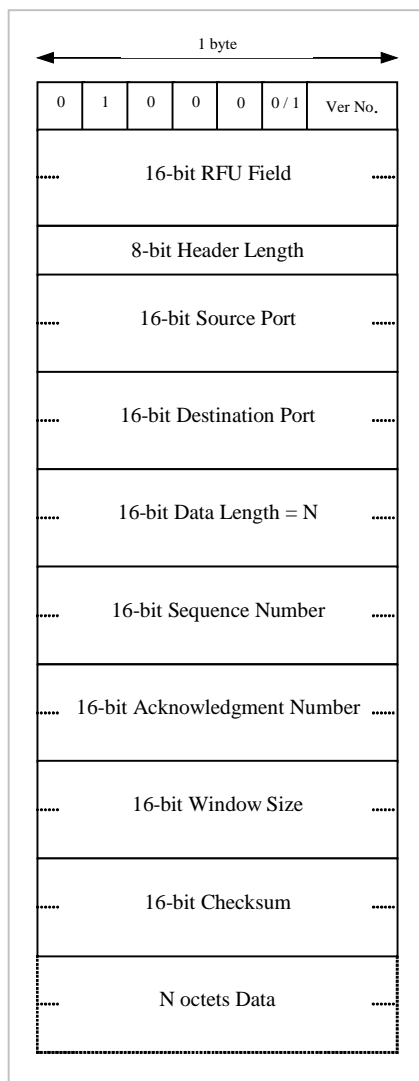 1 byte
0 1 0 0 0 0 / 1 Ver No.
16-bit RFU Field
8-bit Header Length
16-bit Source Port
16-bit Destination Port
16-bit Data Length = N
16-bit Sequence Number
16-bit Acknowledgment Number
16-bit Window Size
16-bit Checksum
N octets Data